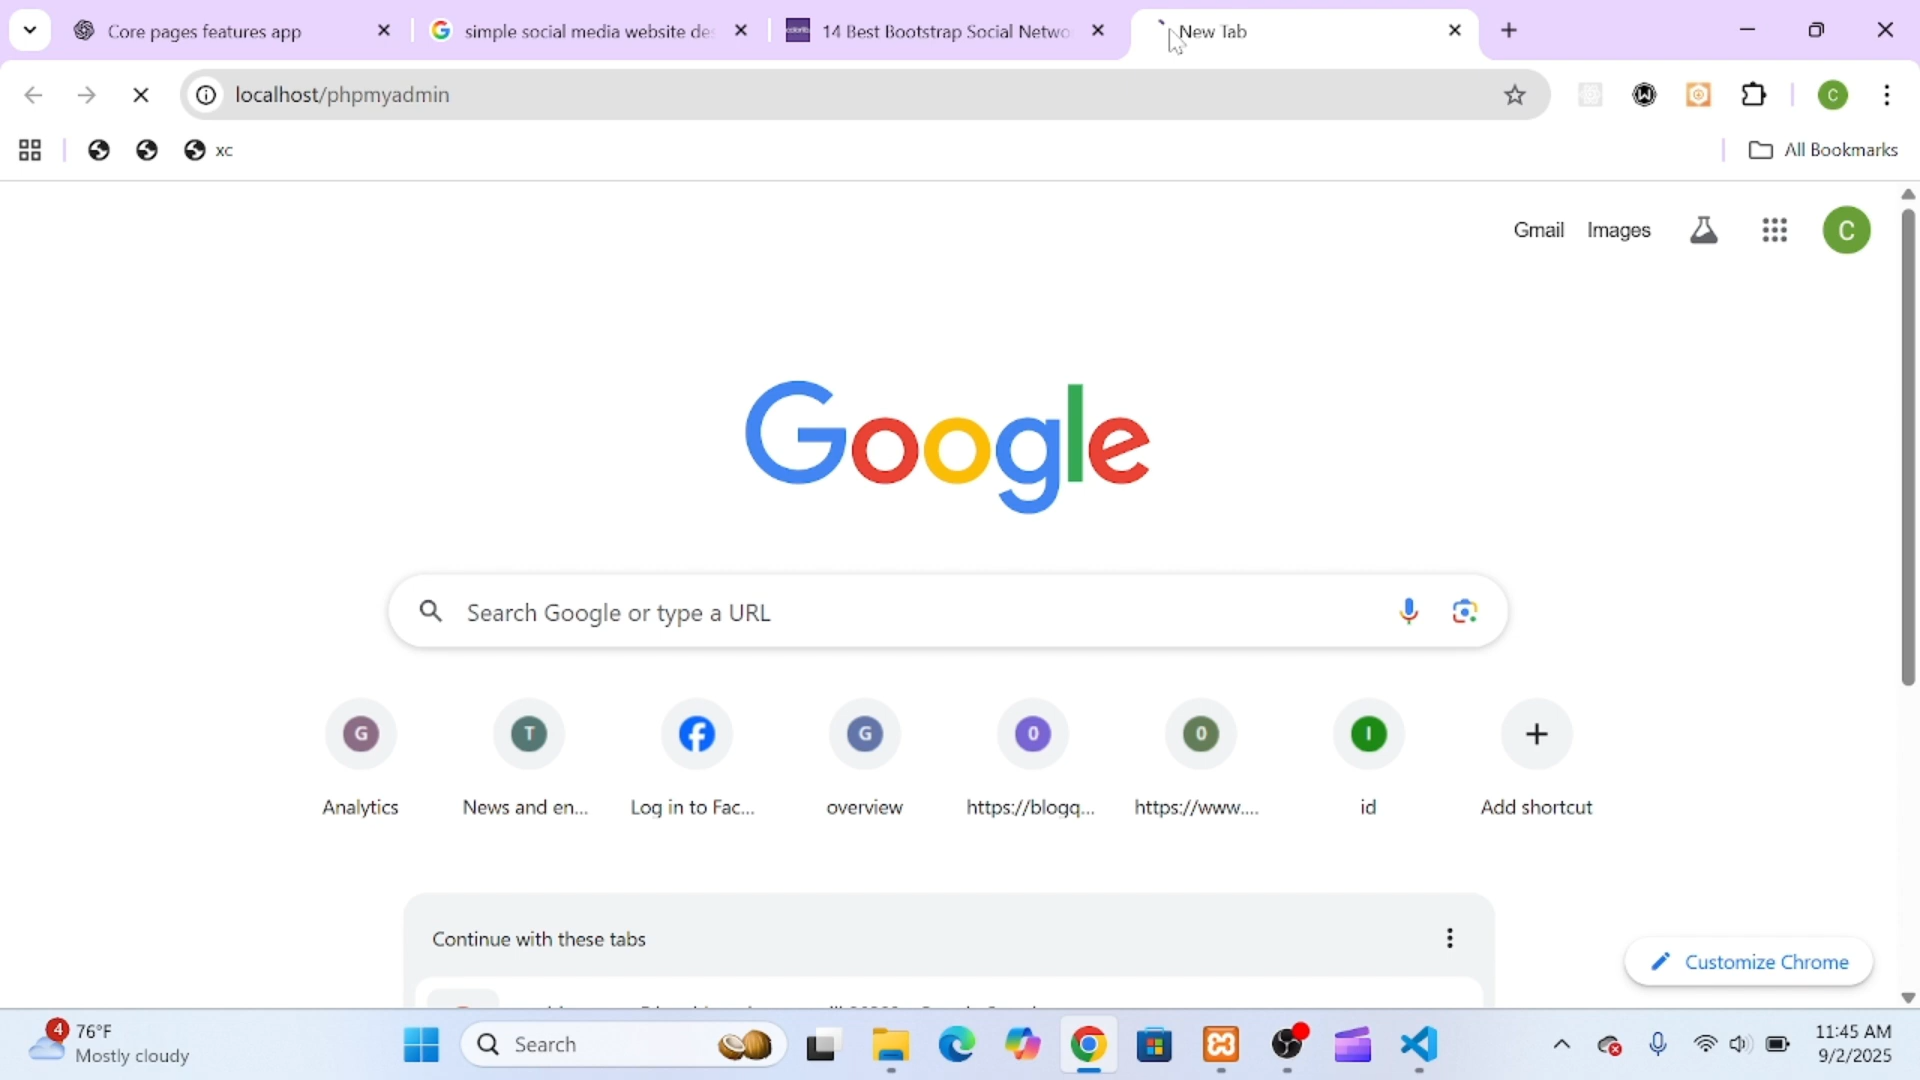 Core pages features app
simple social media website des
14 Best Bootstrap Social Netwo
New Tab
localhost/phpmyadmin
C
xc
All Bookmarks
Gmail
Images
C
Google
Search Google or type a URL
G
T
G
0
0
I
Analytics
News and en...
Log in to Fac...
overview
https://blogq...
https://www....
id
Add shortcut
Continue with these tabs
Customize Chrome
4
76°F
Mostly cloudy
Search
11:45 AM
9/2/2025